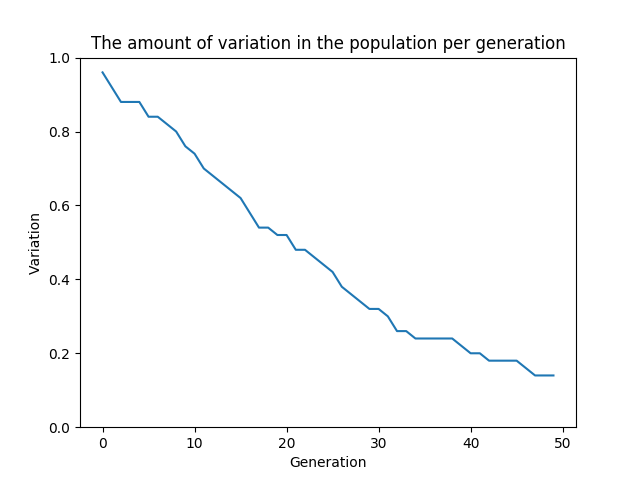 The amount of variation in the population per generation
1.0
0.8
0.6
0.4
0.2
0.0
Variation
0 10 20 30 40 50
Generation